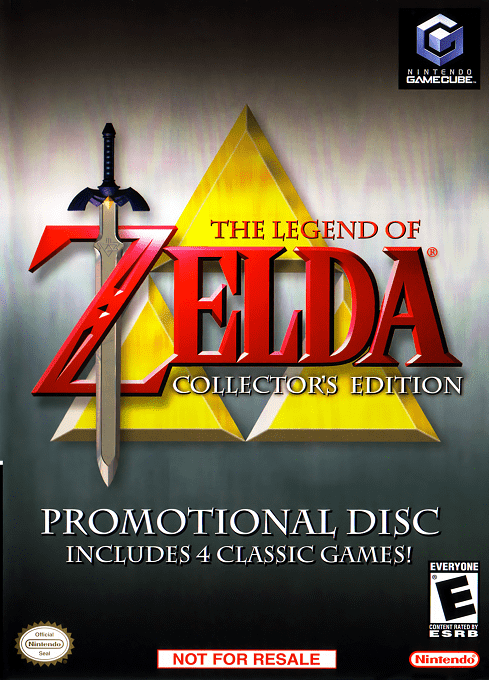 NINTENDO
GAMECUBE™
THE LEGEND OF
ZELDA®
COLLECTOR'S EDITION
PROMOTIONAL DISC
INCLUDES 4 CLASSIC GAMES!
EVERYONE
E
CONTENT RATED BY
ESRB
Official
Nintendo
Seal
NOT FOR RESALE
Nintendo